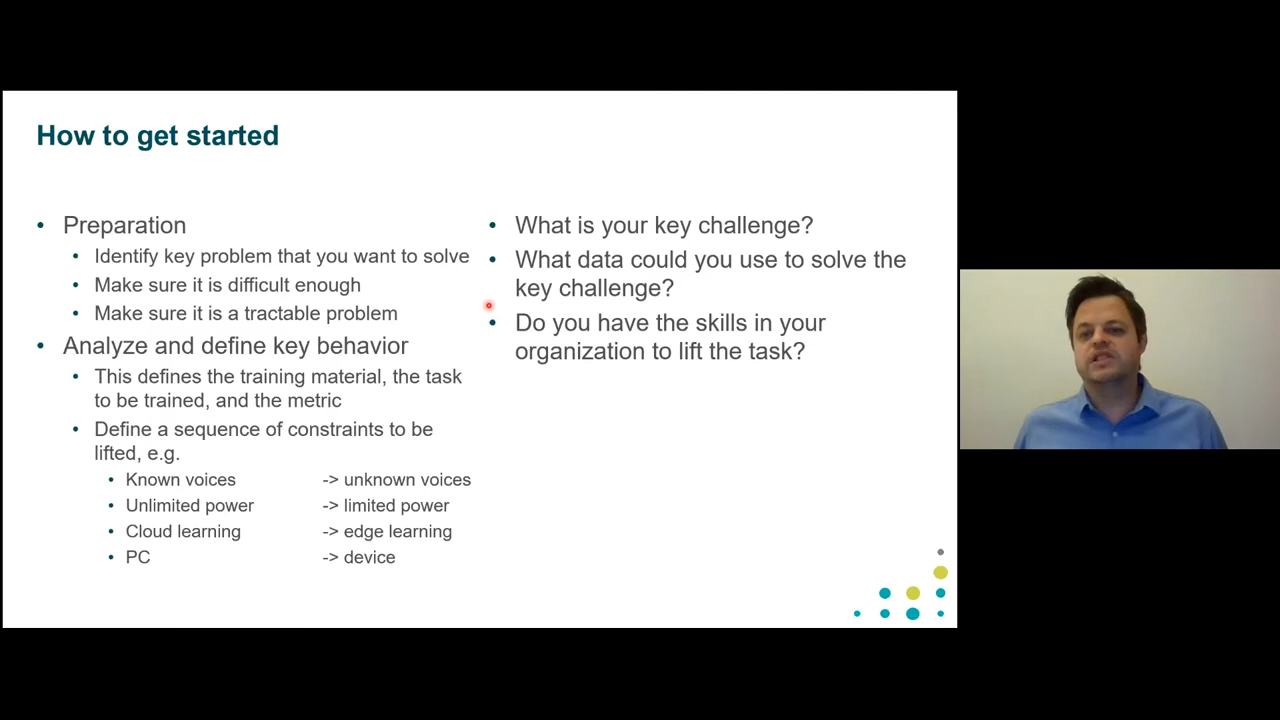 How to get started
• Preparation
• Identify key problem that you want to solve
• Make sure it is difficult enough
• Make sure it is a tractable problem
• Analyze and define key behavior
• This defines the training material, the task
to be trained, and the metric
• Define a sequence of constraints to be
lifted, e.g.
• Known voices -> unknown voices
• Unlimited power -> limited power
• Cloud learning -> edge learning
• PC -> device
• What is your key challenge?
• What data could you use to solve the
key challenge?
• Do you have the skills in your
organization to lift the task?